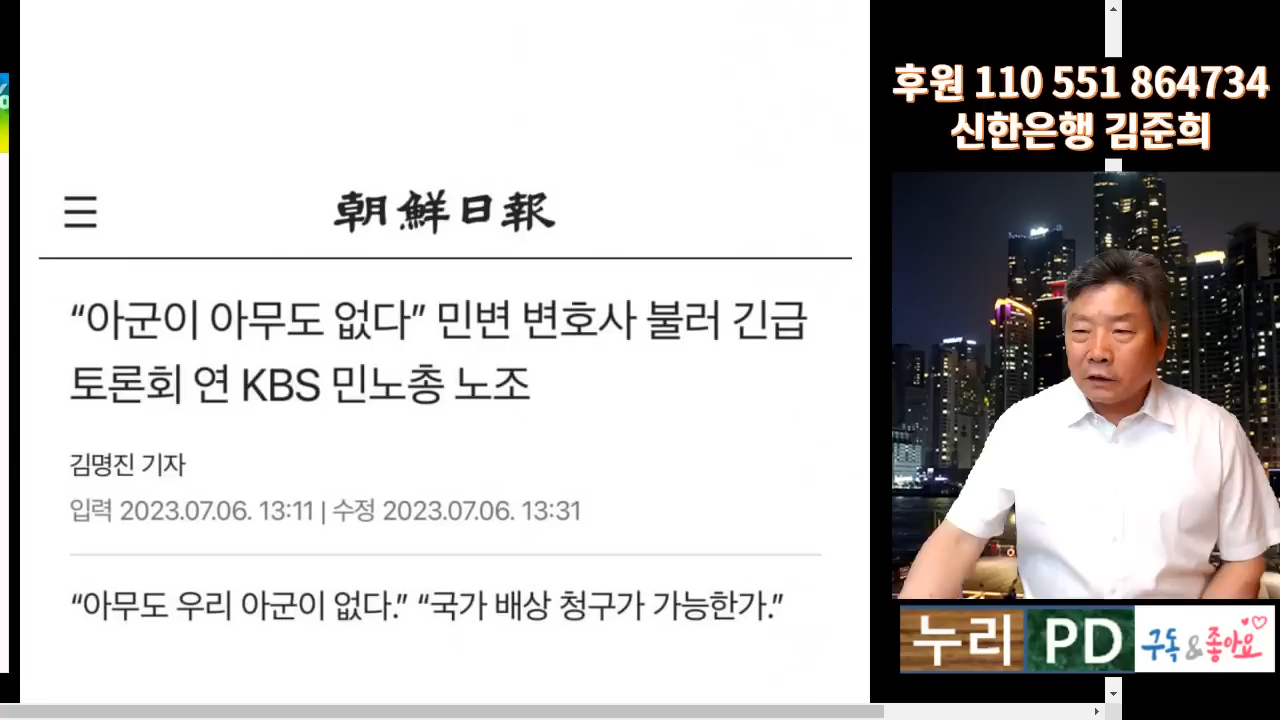 朝鮮日報
“아군이 아무도 없다” 민변 변호사 불러 긴급
토론회 연 KBS 민노총 노조
김명진 기자
입력 2023.07.06. 13:11 | 수정 2023.07.06. 13:31
“아무도 우리 아군이 없다.” “국가 배상 청구가 가능한가.”
후원 110 551 864734
신한은행 김준희
누리 PD 구독&좋아요